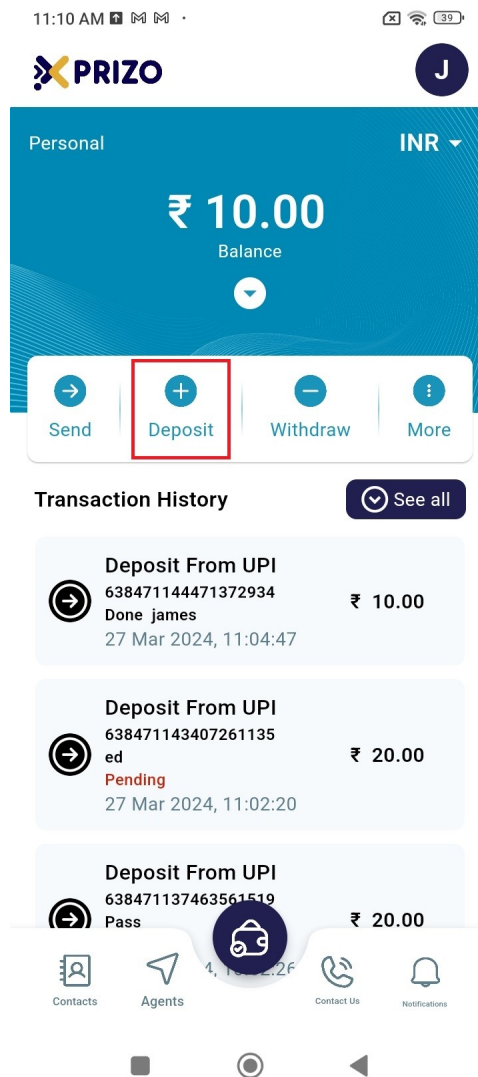 11:10 AM
39
PRIZO
J
Personal
INR
₹ 10.00
Balance
Send
Deposit
Withdraw
More
Transaction History
See all
Deposit From UPI
638471144471372934
Done james
₹ 10.00
27 Mar 2024, 11:04:47
Deposit From UPI
638471143407261135
ed
₹ 20.00
Pending
27 Mar 2024, 11:02:20
Deposit From UPI
638471137463561519
Pass
₹ 20.00
Contacts
Agents
Contact Us
Notifications